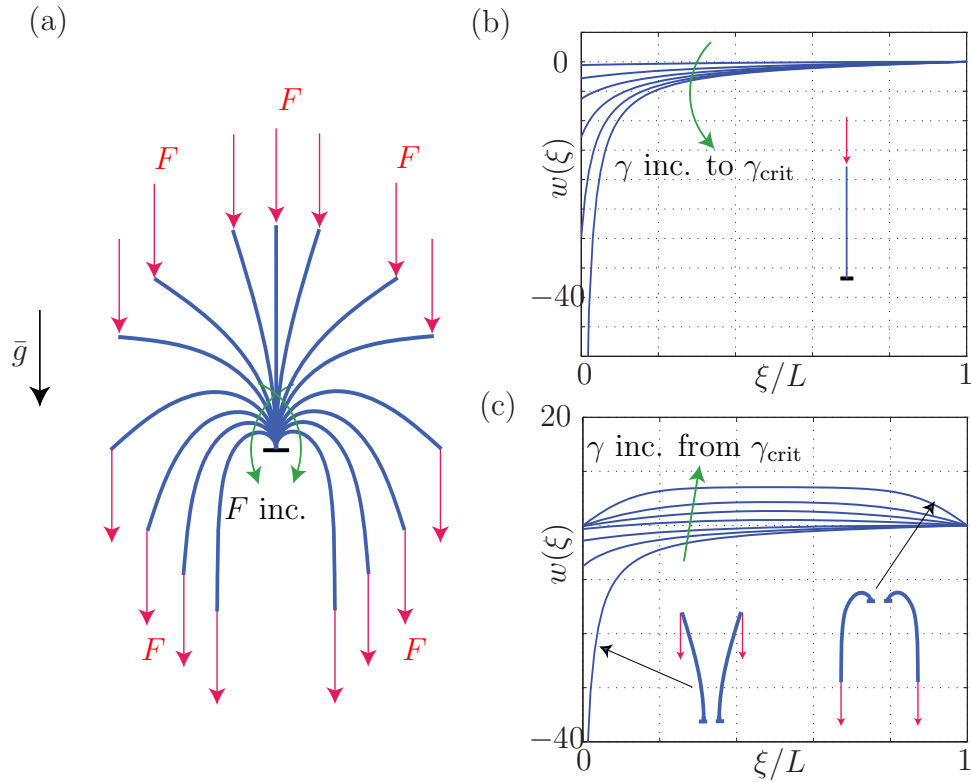 (a)
F
F
F
ḡ
F inc.
F
F
(b)
0
w(ξ)
γ inc. to γcrit
−40
0
ξ/L
1
(c)
20
γ inc. from γcrit
w(ξ)
−40
0
ξ/L
1